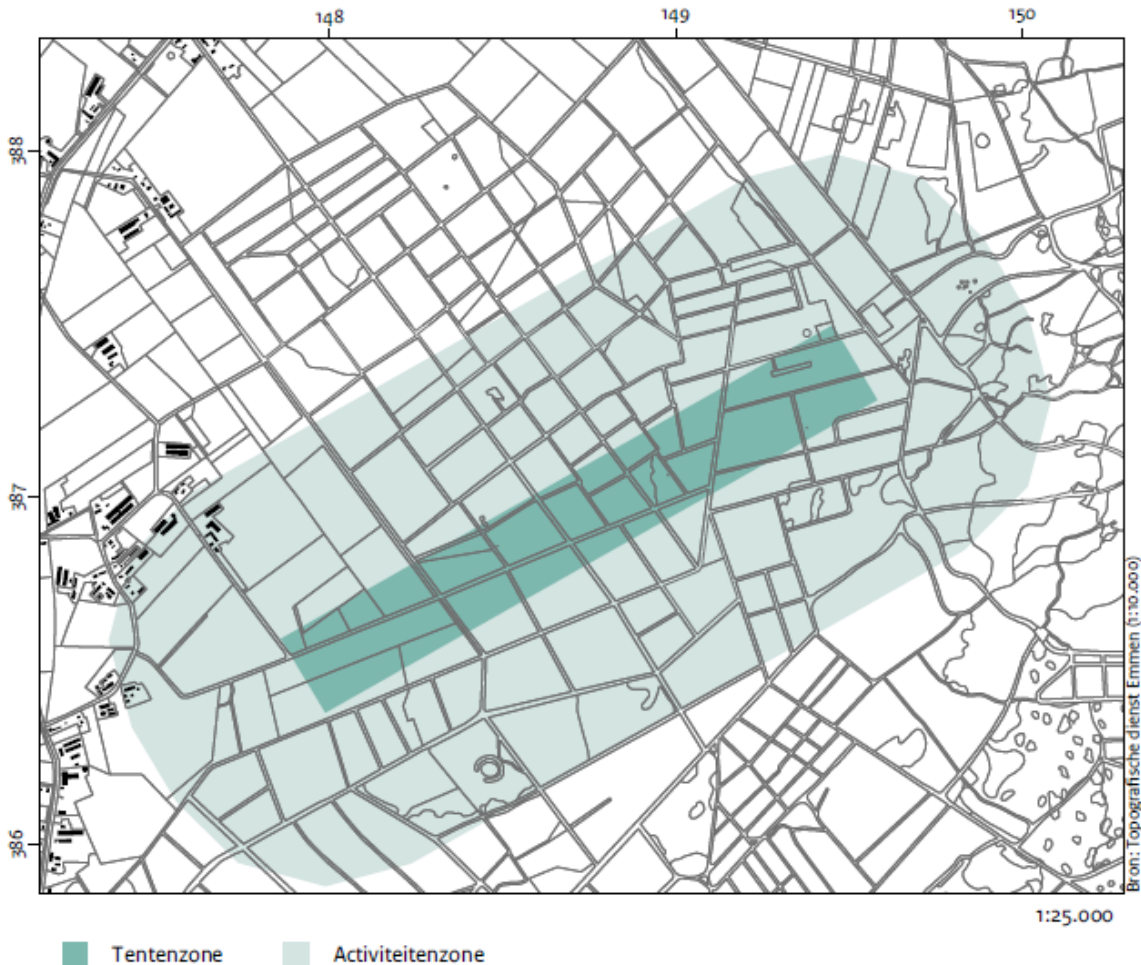 148 149 150
388
387
386
Bron: Topografische dienst Emmen (1:10.000)
1:25.000
Tentenzone Activiteitenzone